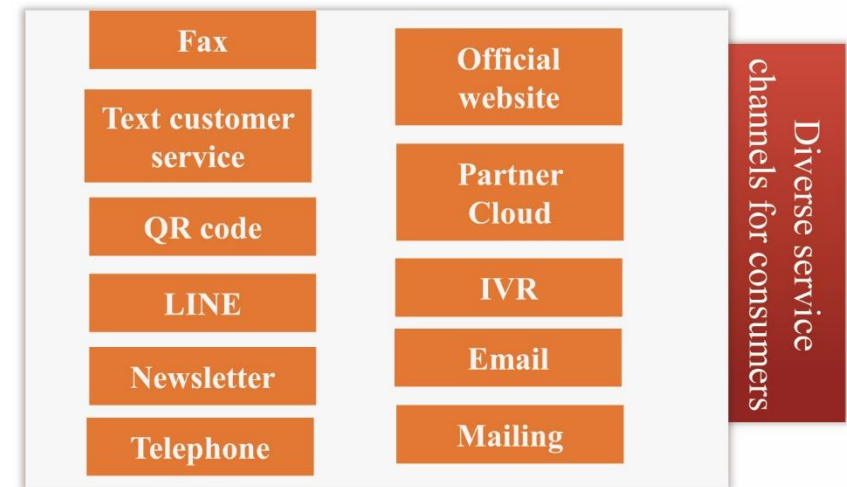 Fax
Text customer
service
QR code
LINE
Newsletter
Telephone
Official
website
Partner
Cloud
IVR
Email
Mailing
Diverse service
channels for consumers